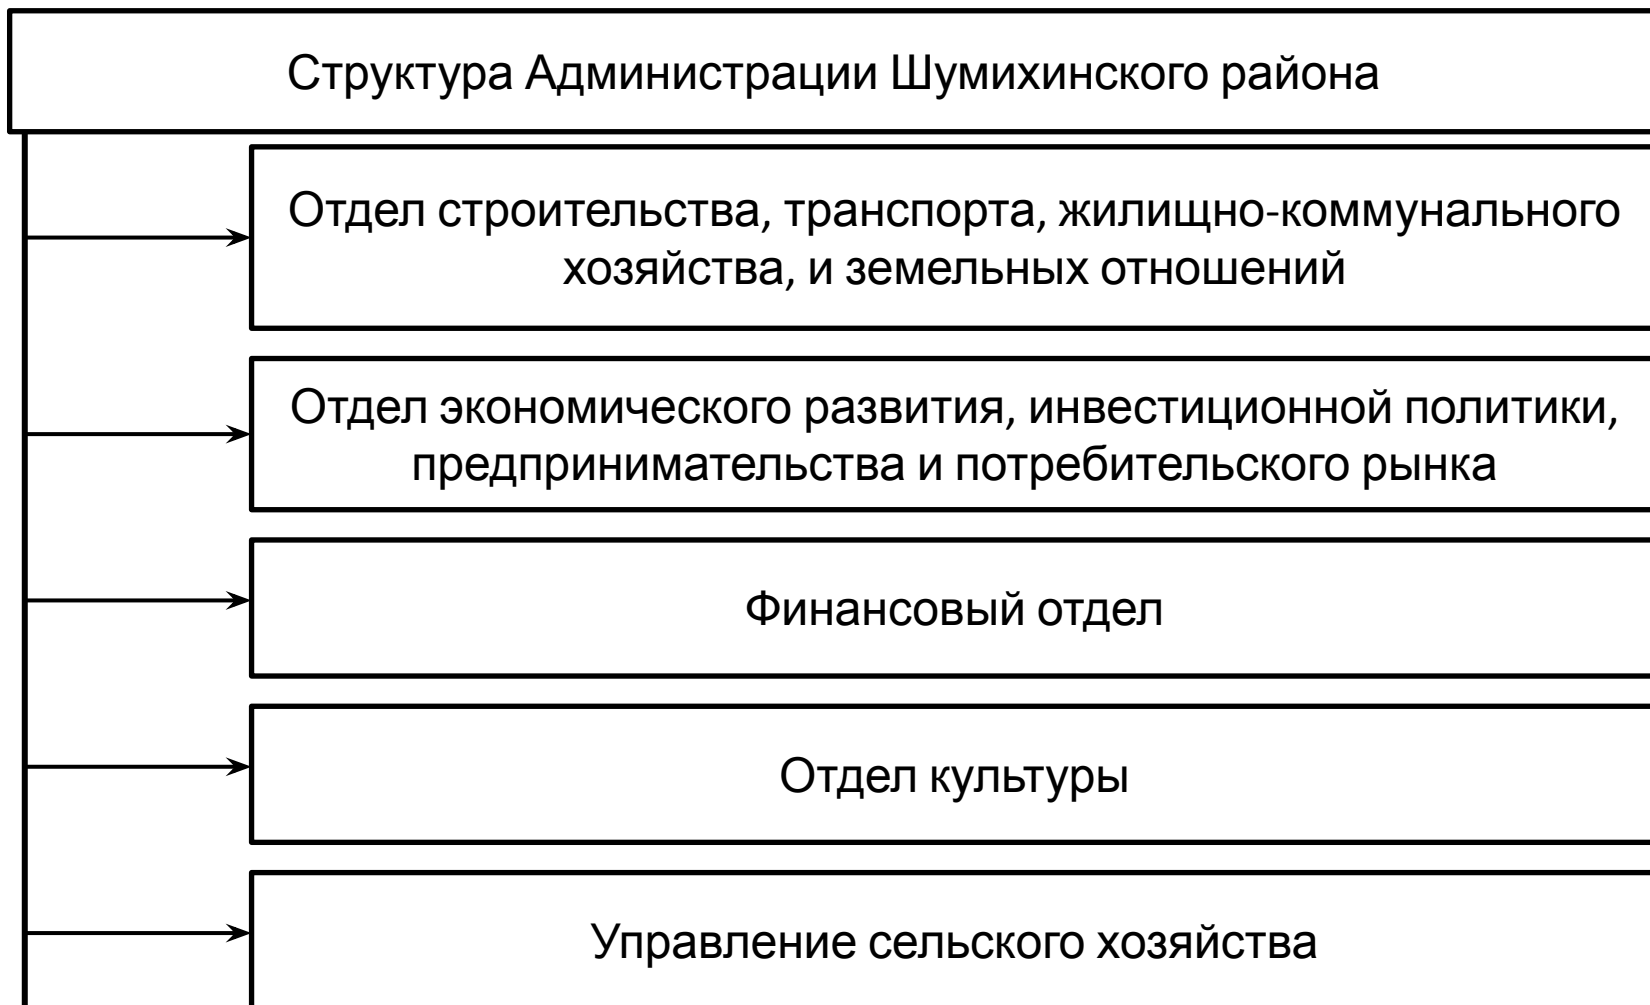 Структура Администрации Шумихинского района
Отдел строительства, транспорта, жилищно-коммунального
хозяйства, и земельных отношений
Отдел экономического развития, инвестиционной политики,
предпринимательства и потребительского рынка
Финансовый отдел
Отдел культуры
Управление сельского хозяйства